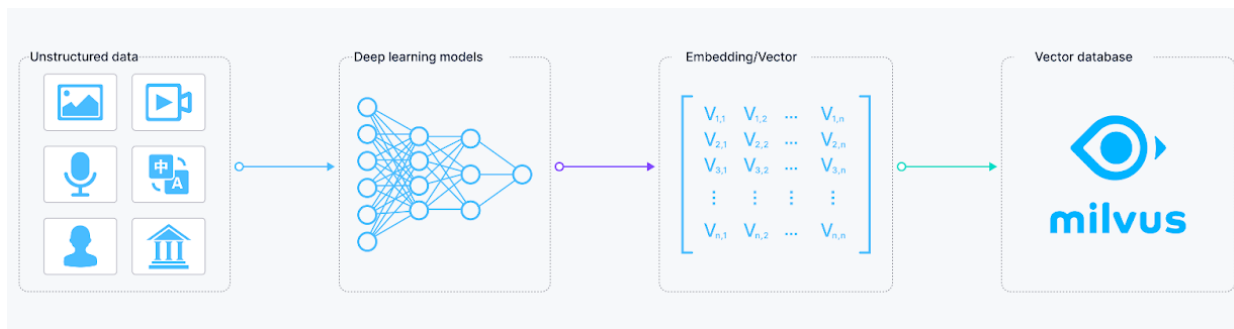 Unstructured data
Deep learning models
Embedding/Vector
Vector database
中
A
V1,1 V1,2 ... V1,n
V2,1 V2,2 ... V2,n
V3,1 V3,2 ... V3,n
⋮ ⋮ ⋮ ⋮
Vn,1 Vn,2 ... Vn,n
milvus